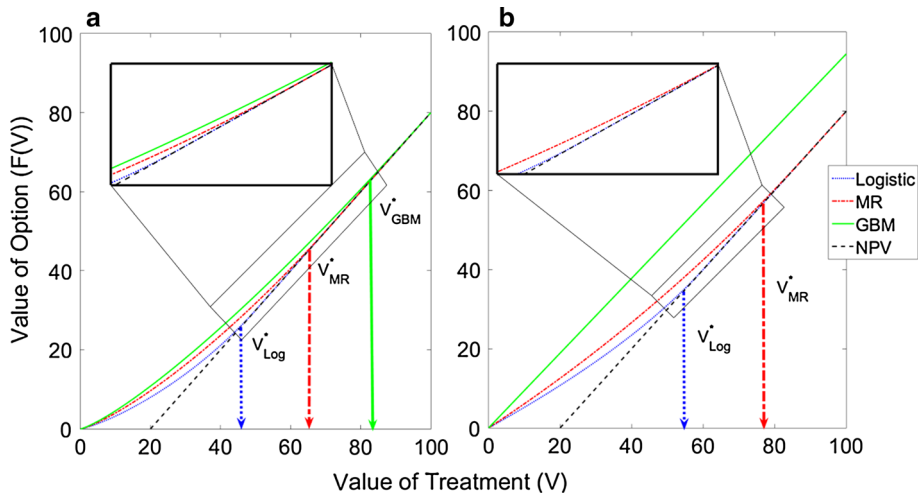 a
b
Value of Option (F(V))
100
80
60
40
20
0
V*GBM
V*MR
V*Log
0 20 40 60 80 100
100
80
60
40
20
0
V*MR
V*Log
0 20 40 60 80 100
Logistic
MR
GBM
NPV
Value of Treatment (V)